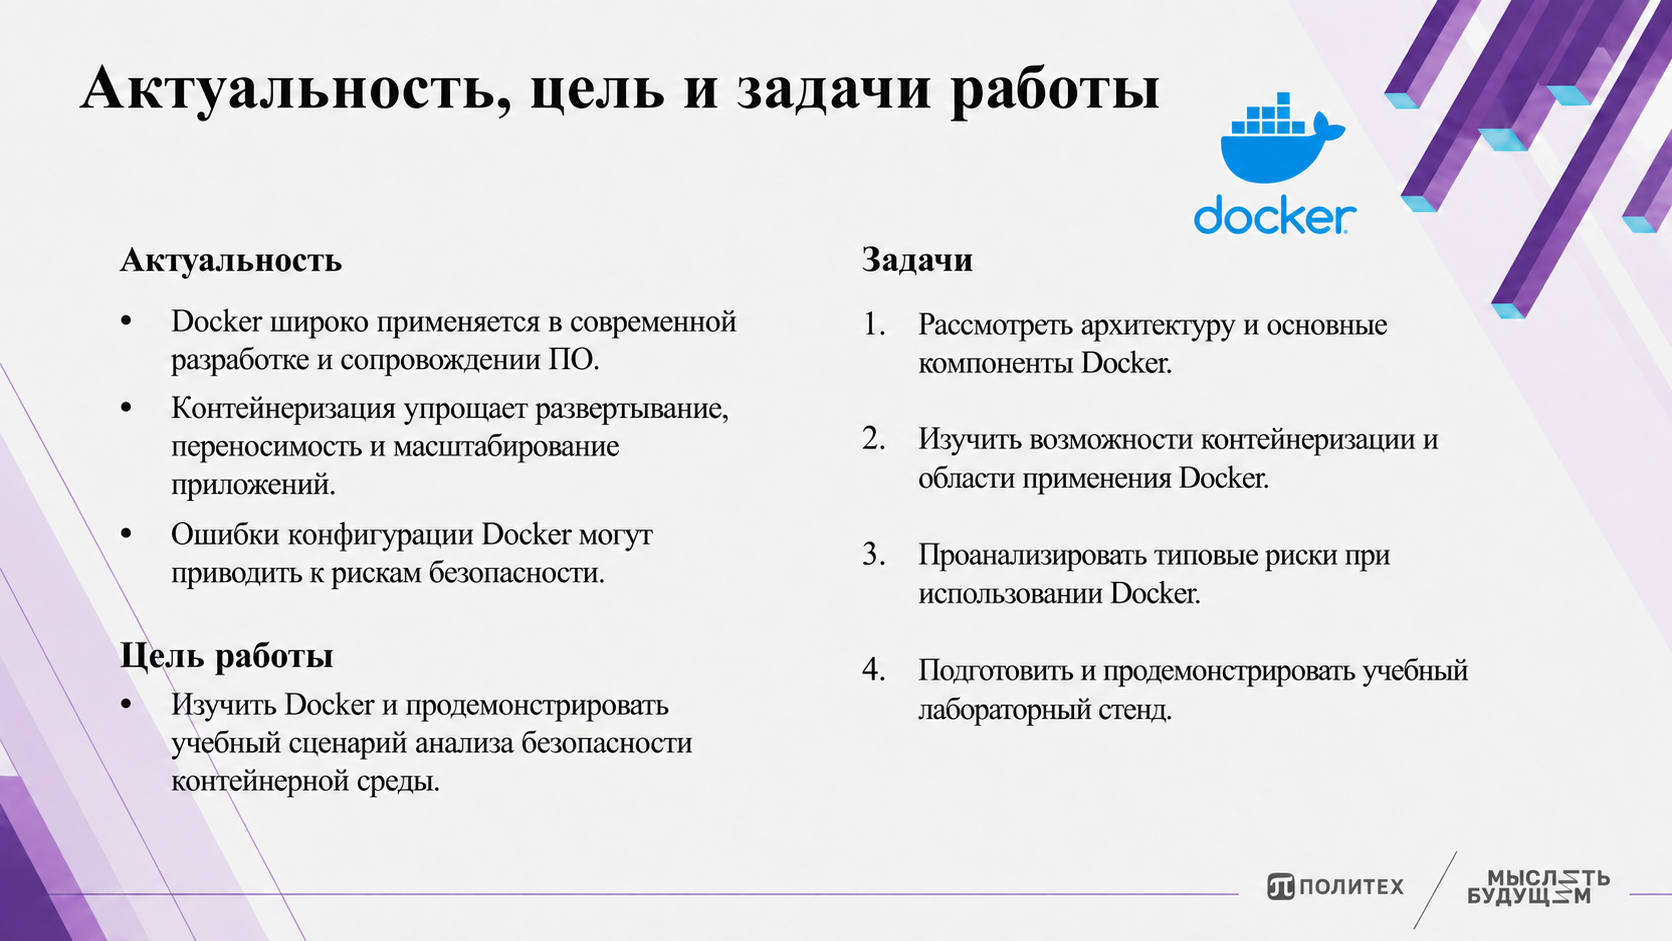 Актуальность, цель и задачи работы
docker
Актуальность
• Docker широко применяется в современной
разработке и сопровождении ПО.
• Контейнеризация упрощает развертывание,
переносимость и масштабирование
приложений.
• Ошибки конфигурации Docker могут
приводить к рискам безопасности.
Цель работы
• Изучить Docker и продемонстрировать
учебный сценарий анализа безопасности
контейнерной среды.
Задачи
1. Рассмотреть архитектуру и основные
компоненты Docker.
2. Изучить возможности контейнеризации и
области применения Docker.
3. Проанализировать типовые риски при
использовании Docker.
4. Подготовить и продемонстрировать учебный
лабораторный стенд.
ПОЛИТЕХ
МЫСЛИТЬ
БУДУЩИМ